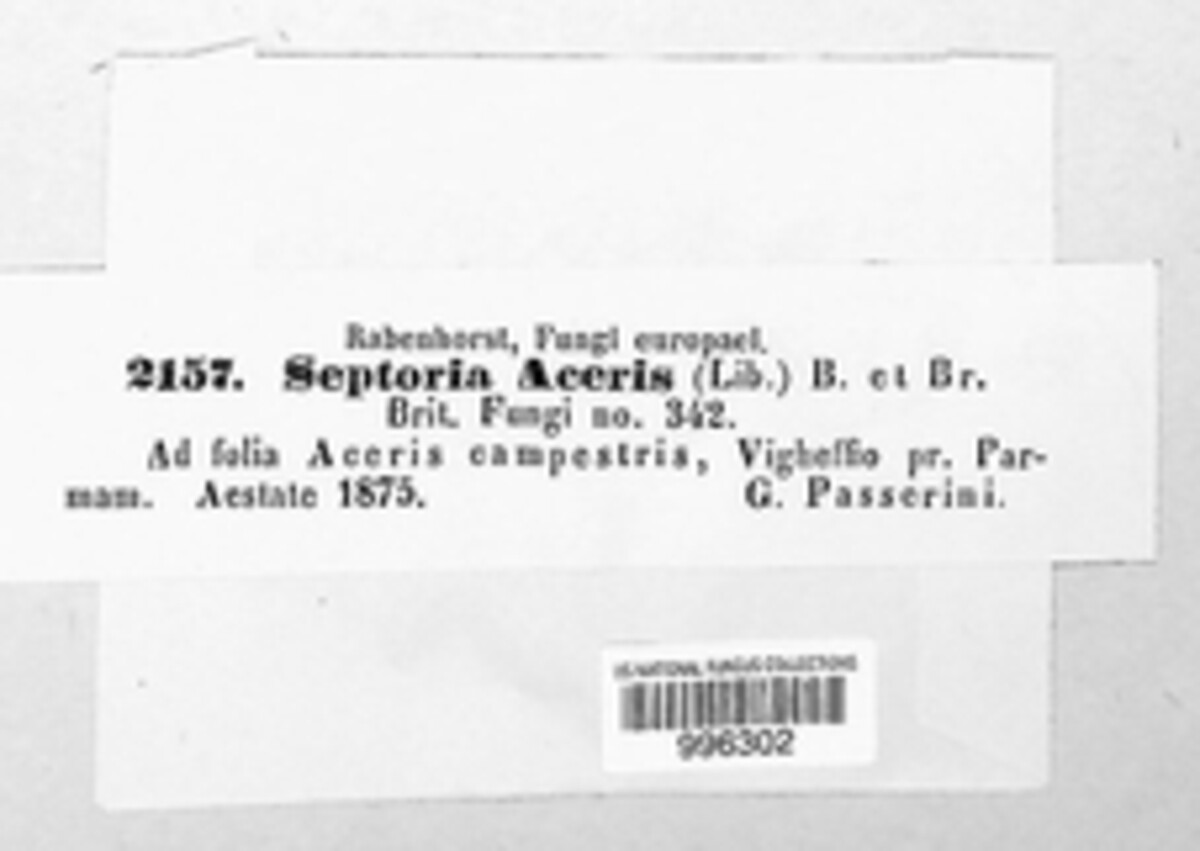 Rabenhorst, Fungi europaei.
2157. Septoria Aceris (Lib.) B. et Br.
Brit. Fungi no. 342.
Ad folia Aceris campestris, Vigheffio pr. Par-
mam. Aestate 1875. G. Passerini.
US NATIONAL FUNGUS COLLECTIONS
996302